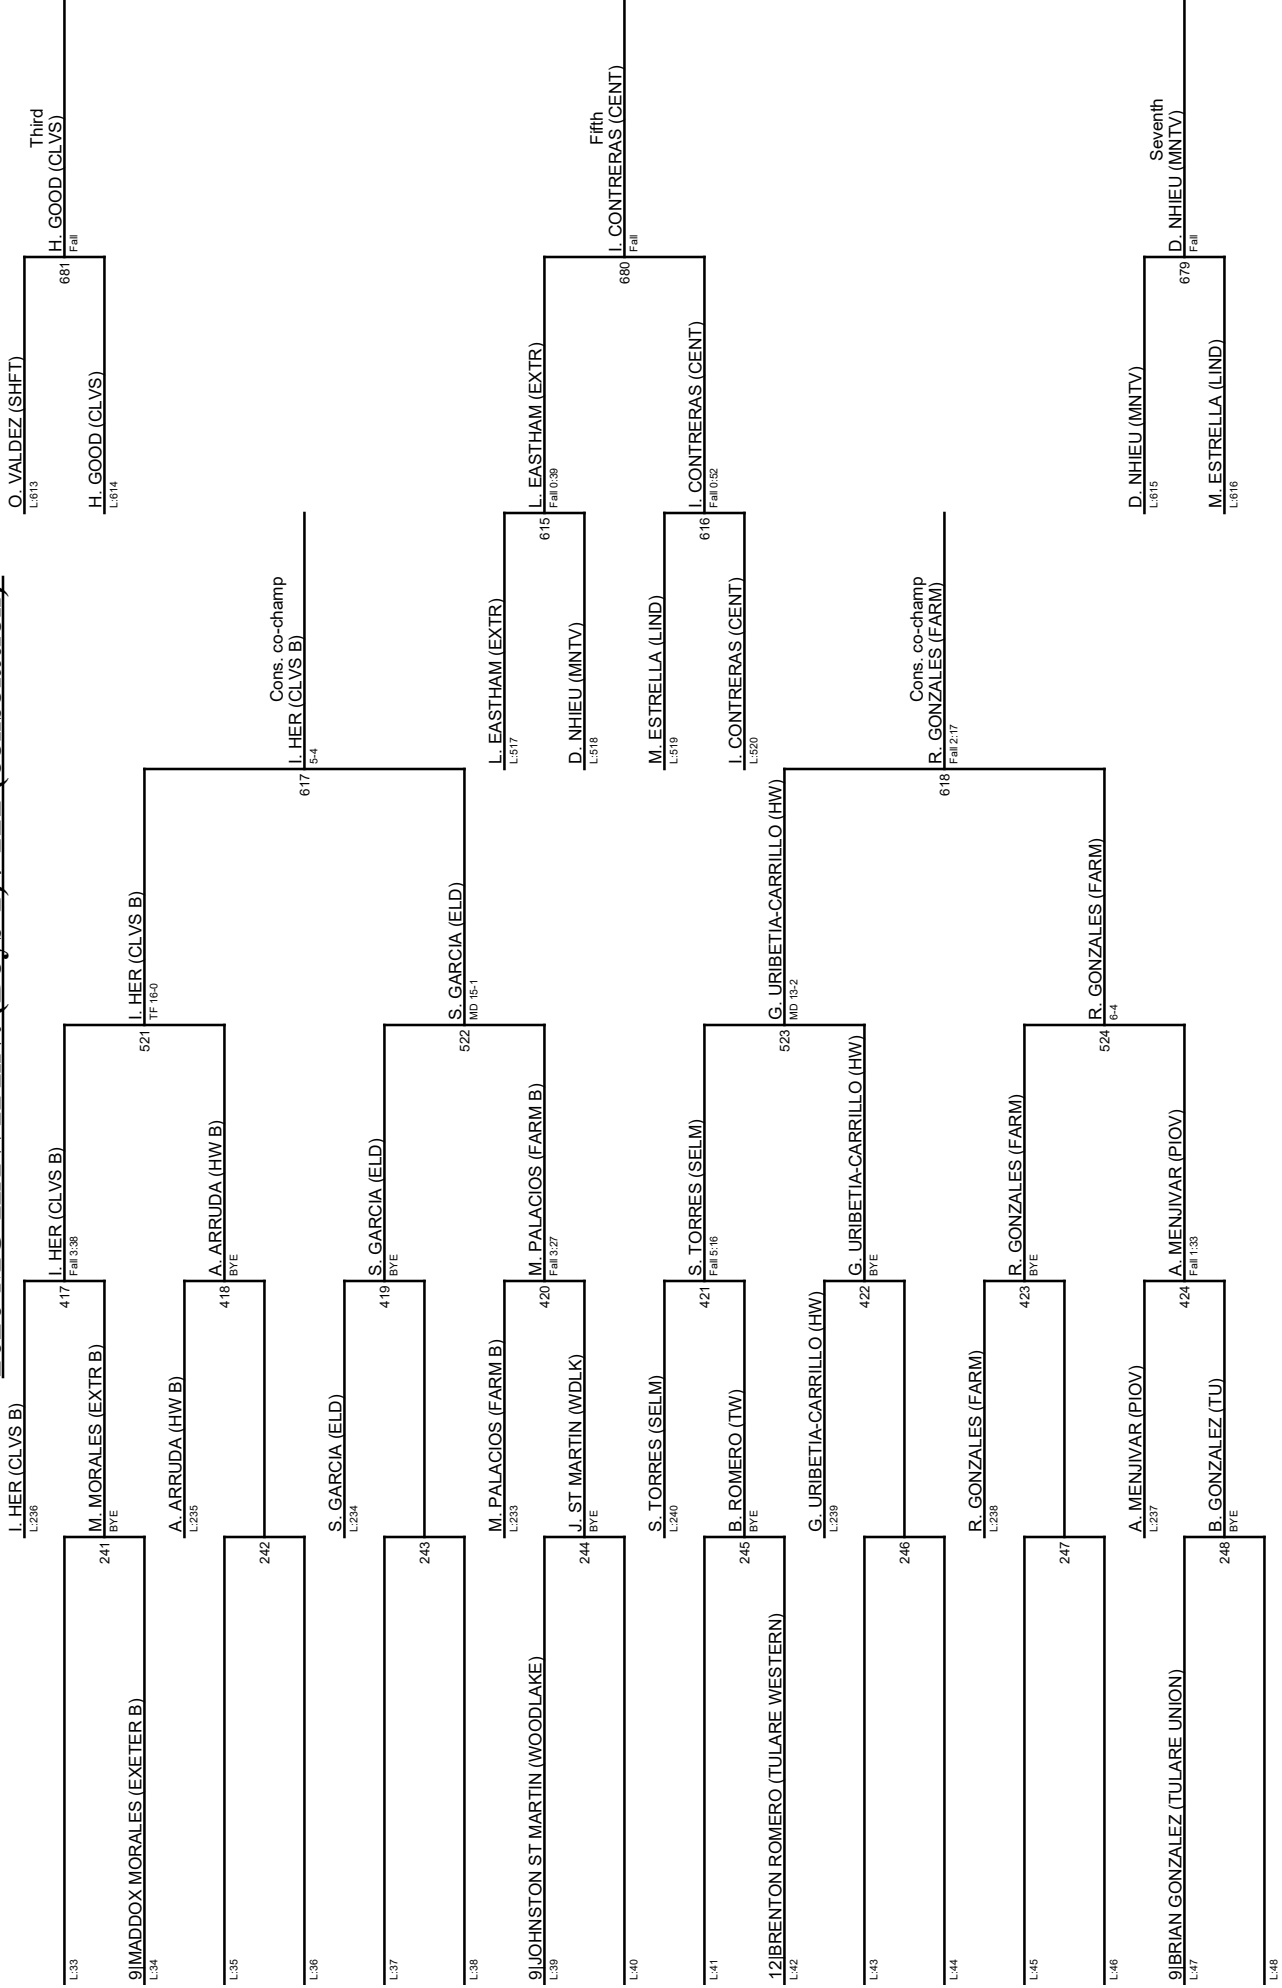 L:33
9|MADDOX MORALES (EXETER B)
L:34
L:35
L:36
L:37
L:38
9|JOHNSTON ST MARTIN (WOODLAKE)
L:39
L:40
L:41
12|BRENTON ROMERO (TULARE WESTERN)
L:42
L:43
L:44
L:45
L:46
9|BRIAN GONZALEZ (TULARE UNION)
L:47
L:48
241
242
243
244
245
246
247
248
I. HER (CLVS B)
L:236
M. MORALES (EXTR B)
BYE
A. ARRUDA (HW B)
L:235
S. GARCIA (ELD)
L:234
M. PALACIOS (FARM B)
L:233
J. ST MARTIN (WDLK)
BYE
S. TORRES (SELM)
L:240
B. ROMERO (TW)
BYE
G. URIBETIA-CARRILLO (HW)
L:239
R. GONZALES (FARM)
L:238
A. MENJIVAR (PIOV)
L:237
B. GONZALEZ (TU)
BYE
417
418
419
420
421
422
423
424
I. HER (CLVS B)
Fall 3:38
A. ARRUDA (HW B)
BYE
S. GARCIA (ELD)
BYE
M. PALACIOS (FARM B)
Fall 3:27
S. TORRES (SELM)
Fall 5:16
G. URIBETIA-CARRILLO (HW)
BYE
R. GONZALES (FARM)
BYE
A. MENJIVAR (PIOV)
Fall 1:33
521
522
523
524
I. HER (CLVS B)
TF 16-0
S. GARCIA (ELD)
MD 15-1
G. URIBETIA-CARRILLO (HW)
MD 13-2
R. GONZALES (FARM)
6-4
617
618
Cons. co-champ
I. HER (CLVS B)
5-4
L. EASTHAM (EXTR)
L:517
D. NHIEU (MNTV)
L:518
M. ESTRELLA (LIND)
L:519
I. CONTRERAS (CENT)
L:520
Cons. co-champ
R. GONZALES (FARM)
Fall 2:17
615
616
O. VALDEZ (SHFT)
L:613
H. GOOD (CLVS)
L:614
L. EASTHAM (EXTR)
Fall 0:39
I. CONTRERAS (CENT)
Fall 0:52
D. NHIEU (MNTV)
L:615
M. ESTRELLA (LIND)
L:616
681
680
679
Third
H. GOOD (CLVS)
Fall
Fifth
I. CONTRERAS (CENT)
Fall
Seventh
D. NHIEU (MNTV)
Fall